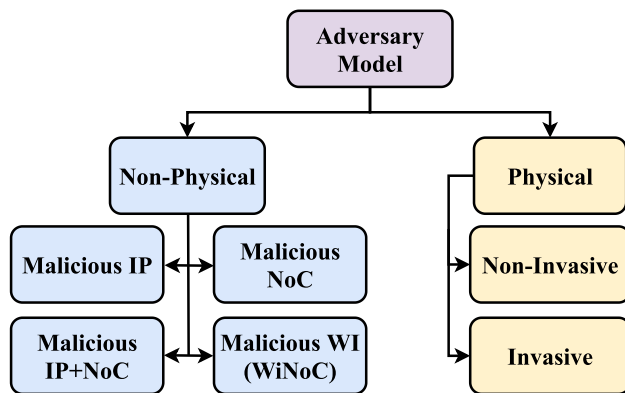 Adversary
Model
Non-Physical
Physical
Malicious IP
Malicious
NoC
Non-Invasive
Malicious
IP+NoC
Malicious WI
(WiNoC)
Invasive